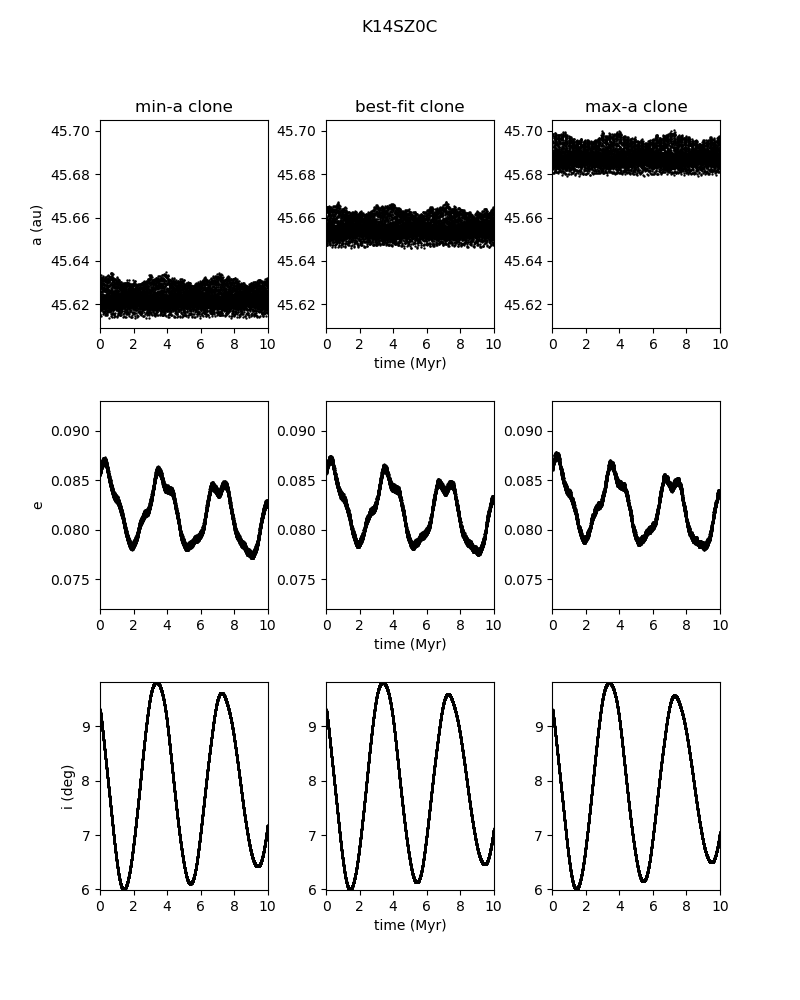 K14SZ0C
min-a clone best-fit clone max-a clone
45.70 45.70 45.70
45.68 45.68 45.68
45.66 45.66 45.66
a (au)
45.64 45.64 45.64
45.62 45.62 45.62
0 2 4 6 8 10 0 2 4 6 8 10 0 2 4 6 8 10
time (Myr)
0.090 0.090 0.090
0.085 0.085 0.085
e
0.080 0.080 0.080
0.075 0.075 0.075
0 2 4 6 8 10 0 2 4 6 8 10 0 2 4 6 8 10
time (Myr)
9 9 9
8 8 8
i (deg)
7 7 7
6 6 6
0 2 4 6 8 10 0 2 4 6 8 10 0 2 4 6 8 10
time (Myr)